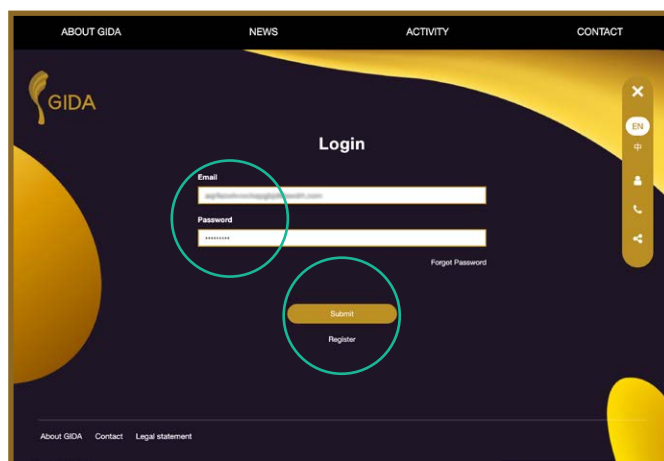 ABOUT GIDA NEWS ACTIVITY CONTACT
GIDA
EN
中
Login
Email
Password
Forgot Password
Submit
Register
About GIDA Contact Legal statement